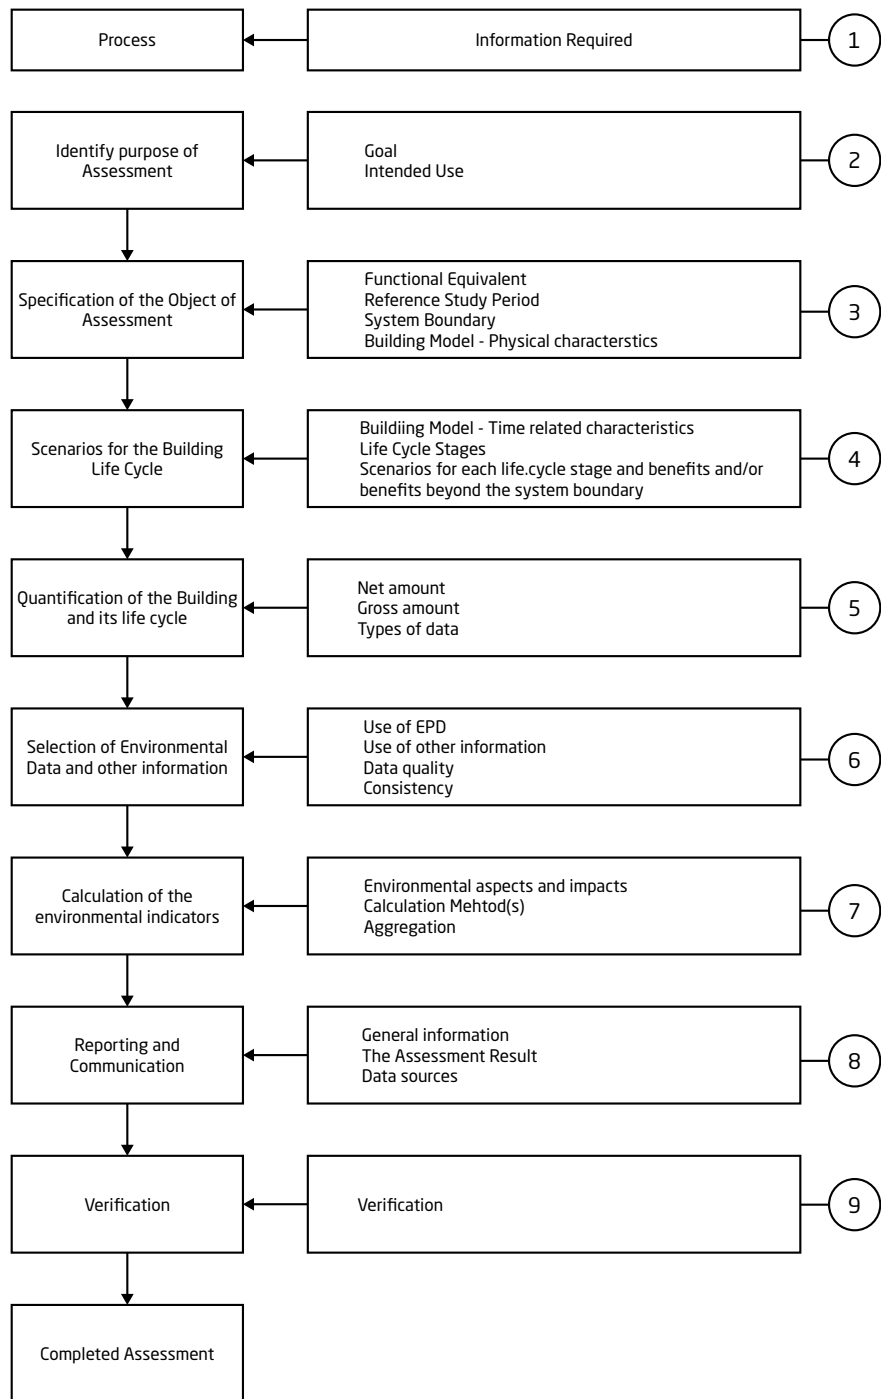 Process
Information Required
1
Identify purpose of
Assessment
Goal
Intended Use
2
Specification of the Object of
Assessment
Functional Equivalent
Reference Study Period
System Boundary
Building Model - Physical characterstics
3
Scenarios for the Building
Life Cycle
Buildiing Model - Time related characteristics
Life Cycle Stages
Scenarios for each life.cycle stage and benefits and/or
benefits beyond the system boundary
4
Quantification of the Building
and its life cycle
Net amount
Gross amount
Types of data
5
Selection of Environmental
Data and other information
Use of EPD
Use of other information
Data quality
Consistency
6
Calculation of the
environmental indicators
Environmental aspects and impacts
Calculation Mehtod(s)
Aggregation
7
Reporting and
Communication
General information
The Assessment Result
Data sources
8
Verification
Verification
9
Completed Assessment